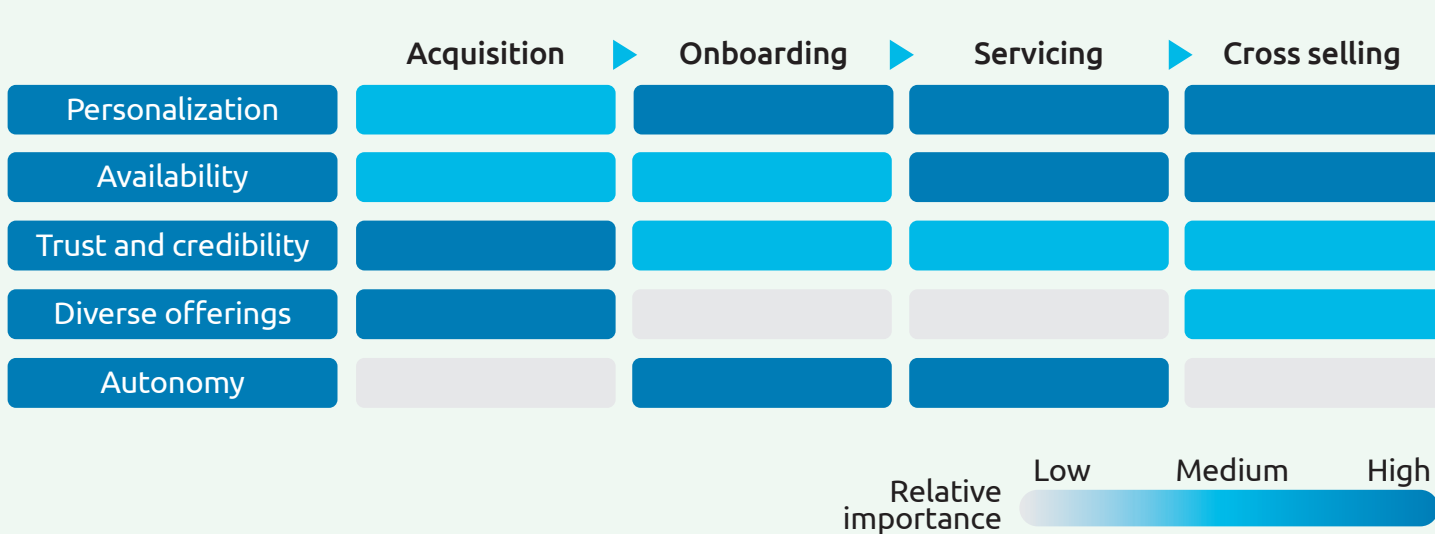 Acquisition Onboarding Servicing Cross selling
Personalization
Availability
Trust and credibility
Diverse offerings
Autonomy
Low Medium High
Relative
importance